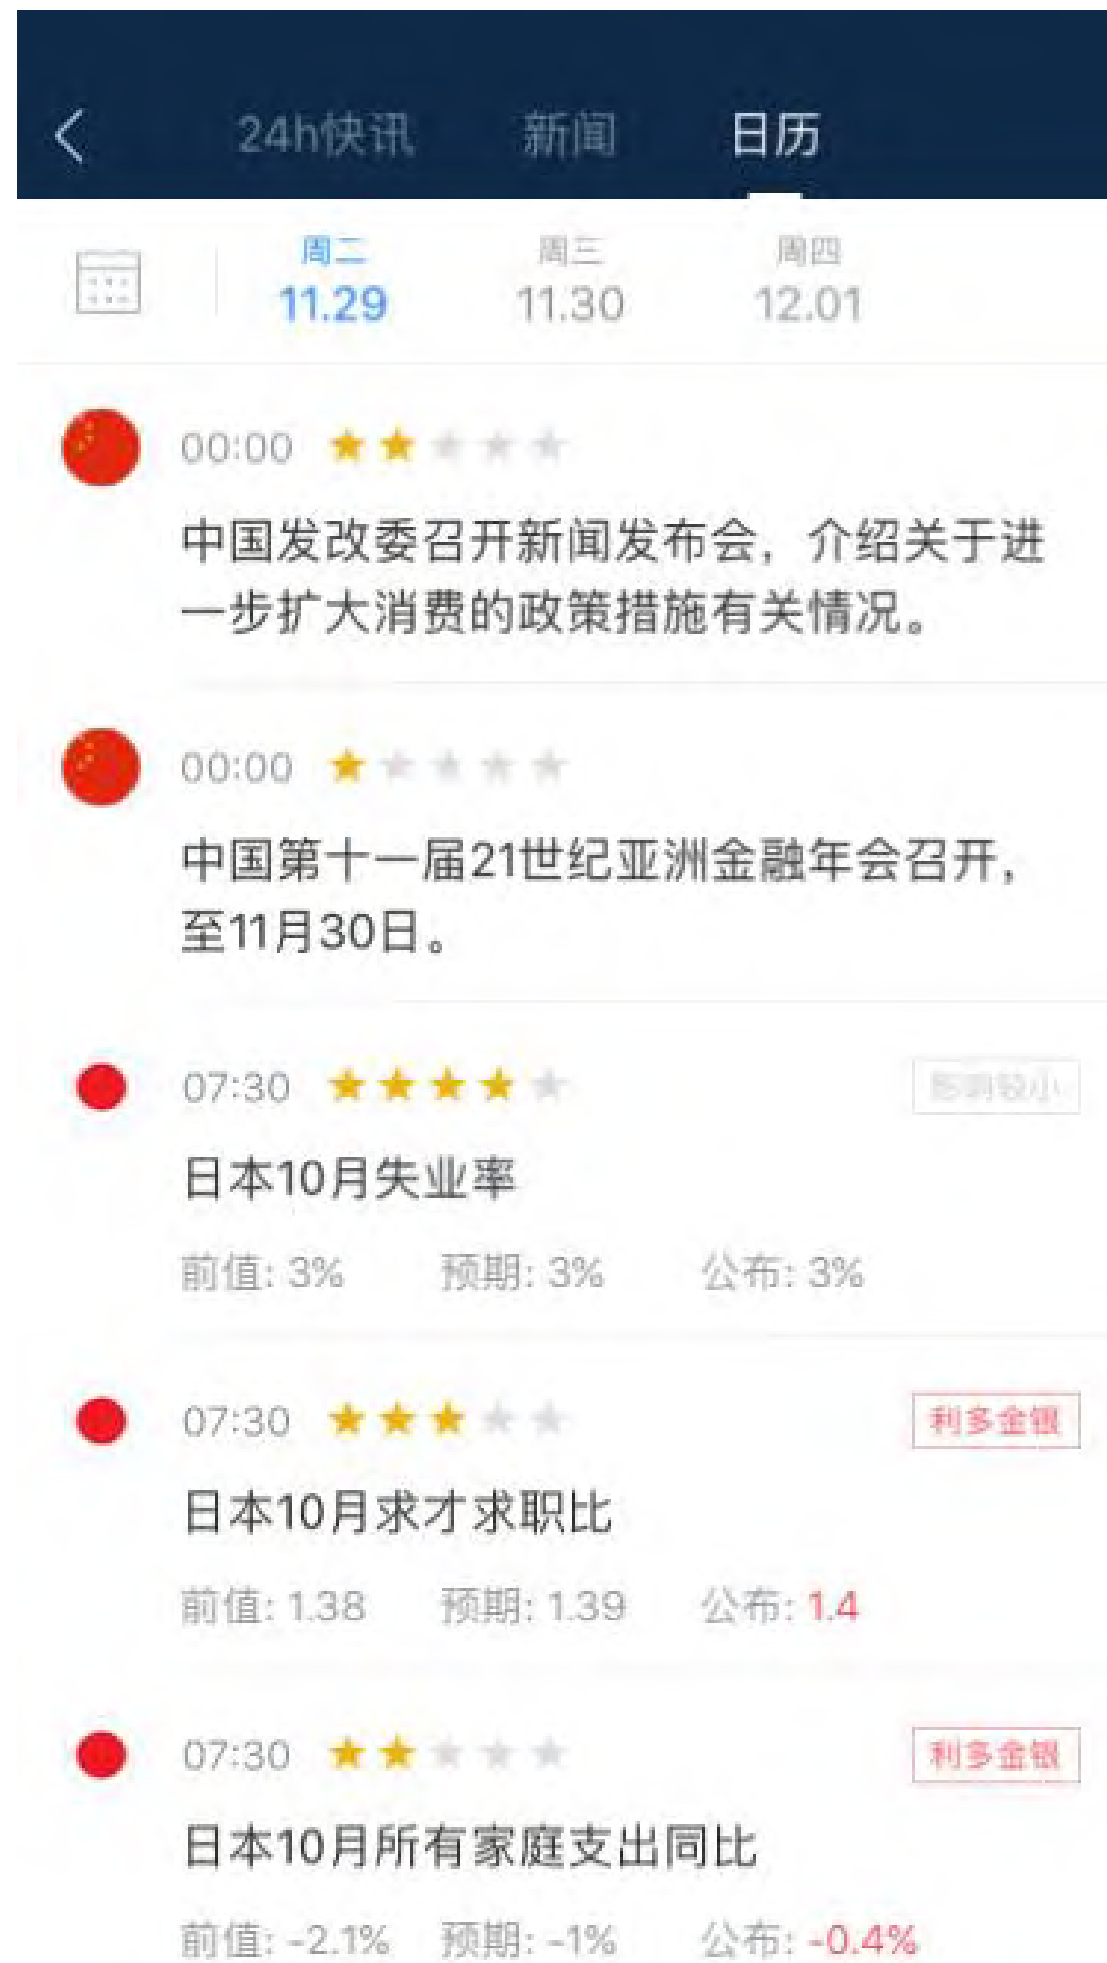 24h快讯 新闻 日历
周二 周三 周四
11.29 11.30 12.01
00:00
中国发改委召开新闻发布会，介绍关于进
一步扩大消费的政策措施有关情况。
00:00
中国第十一届21世纪亚洲金融年会召开，
至11月30日。
07:30 影响较小
日本10月失业率
前值: 3% 预期: 3% 公布: 3%
07:30 利多金银
日本10月求才求职比
前值: 1.38 预期: 1.39 公布: 1.4
07:30 利多金银
日本10月所有家庭支出同比
前值: -2.1% 预期: -1% 公布: -0.4%